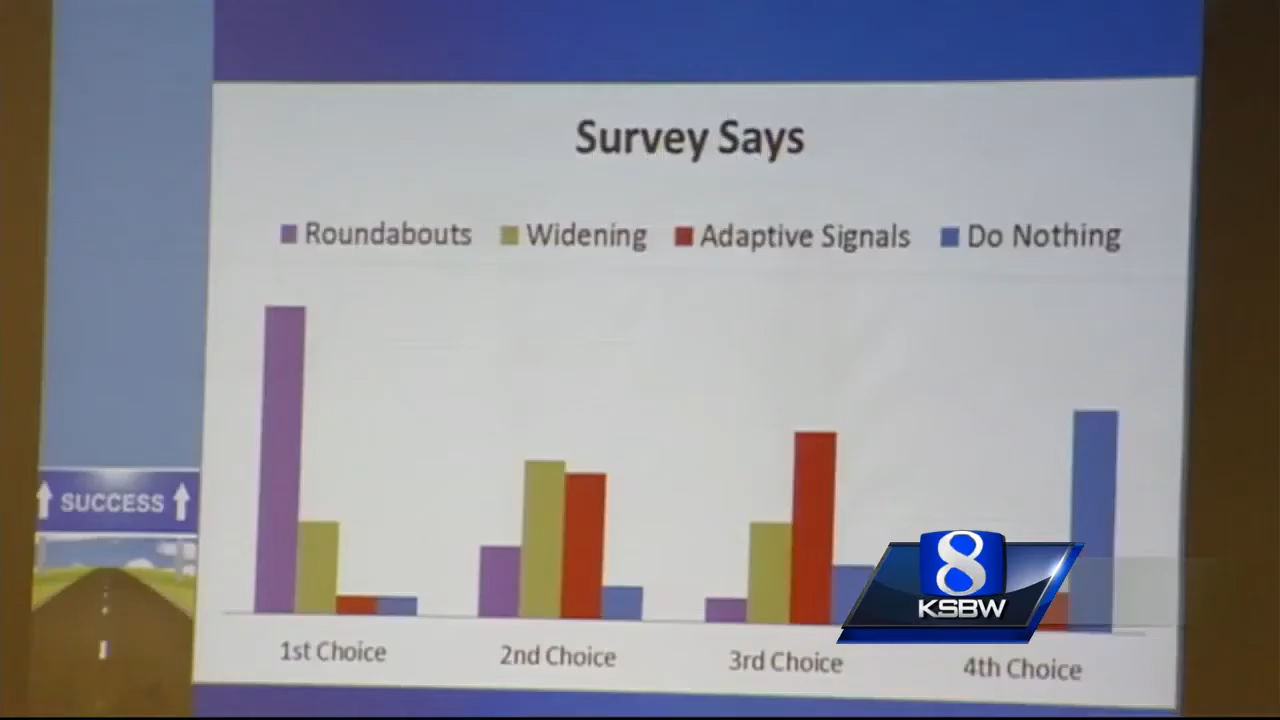 Survey Says
Roundabouts Widening Adaptive Signals Do Nothing
SUCCESS
8
KSBW
1st Choice 2nd Choice 3rd Choice 4th Choice